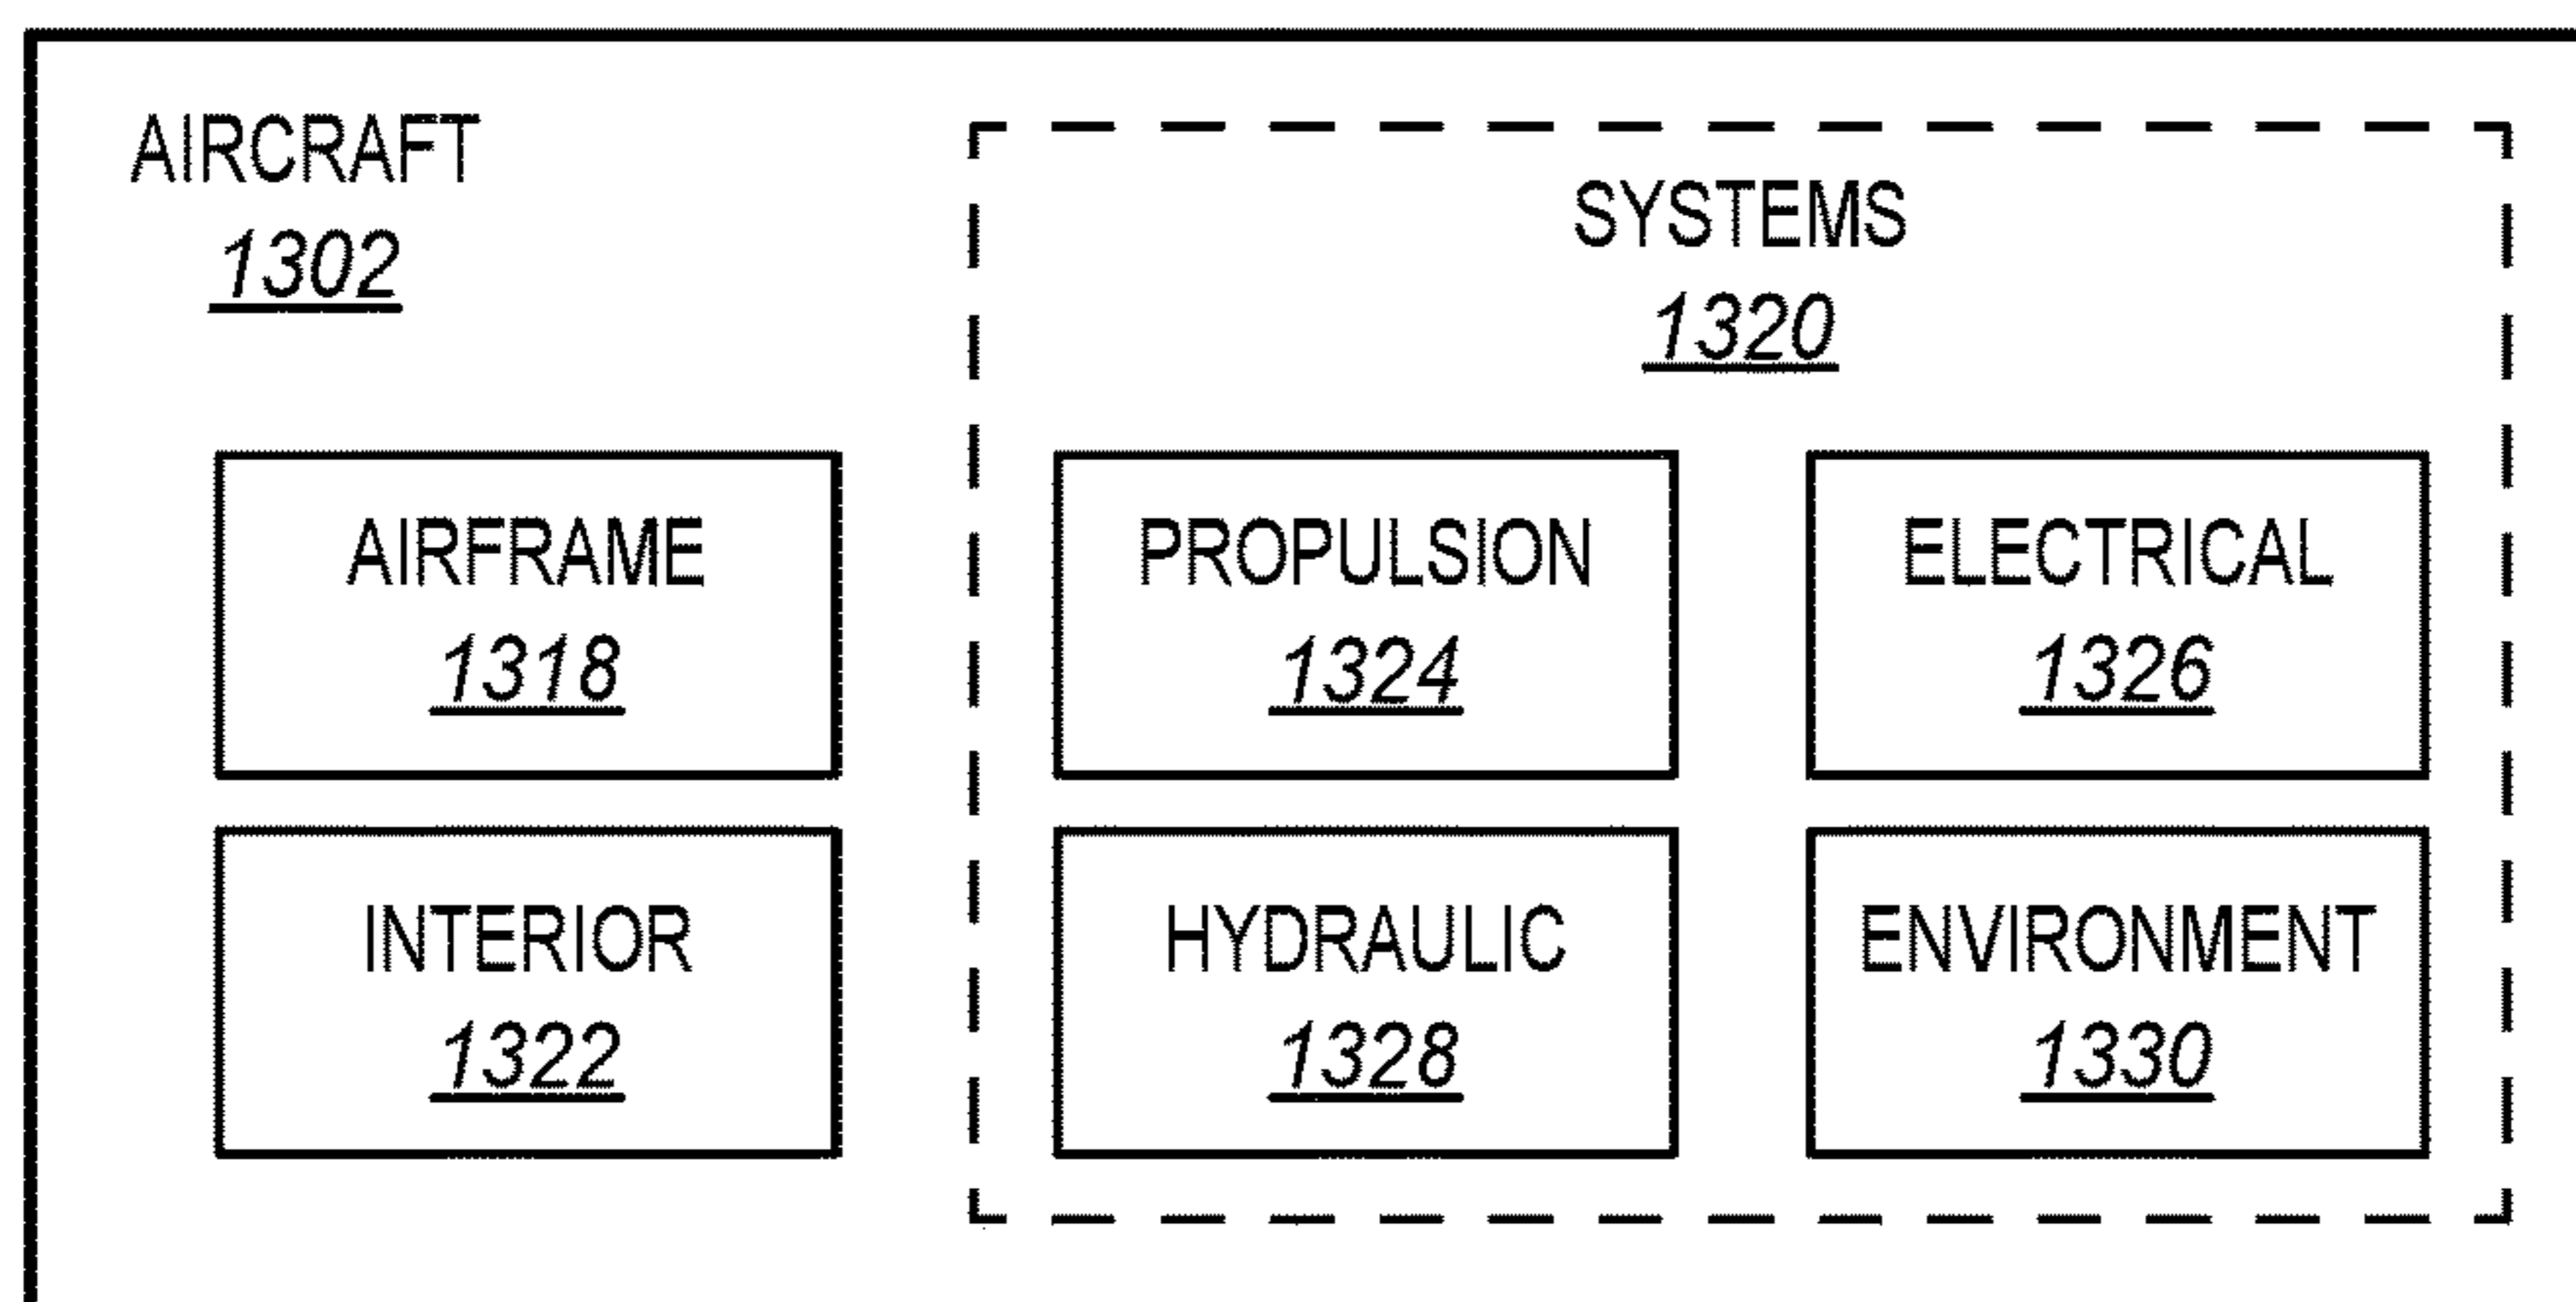 AIRCRAFT
1302
SYSTEMS
1320
AIRFRAME
1318
PROPULSION
1324
ELECTRICAL
1326
INTERIOR
1322
HYDRAULIC
1328
ENVIRONMENT
1330